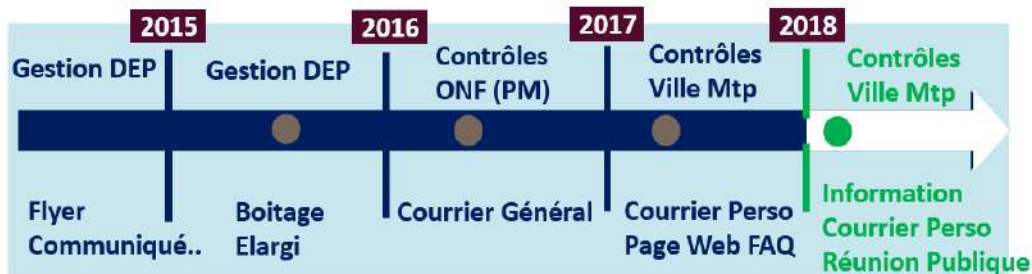 2015
2016
2017
2018
Gestion DEP
Gestion DEP
Contrôles
ONF (PM)
Contrôles
Ville Mtp
Contrôles
Ville Mtp
Flyer
Communiqué..
Boitage
Elargi
Courrier Général
Courrier Perso
Page Web FAQ
Information
Courrier Perso
Réunion Publique